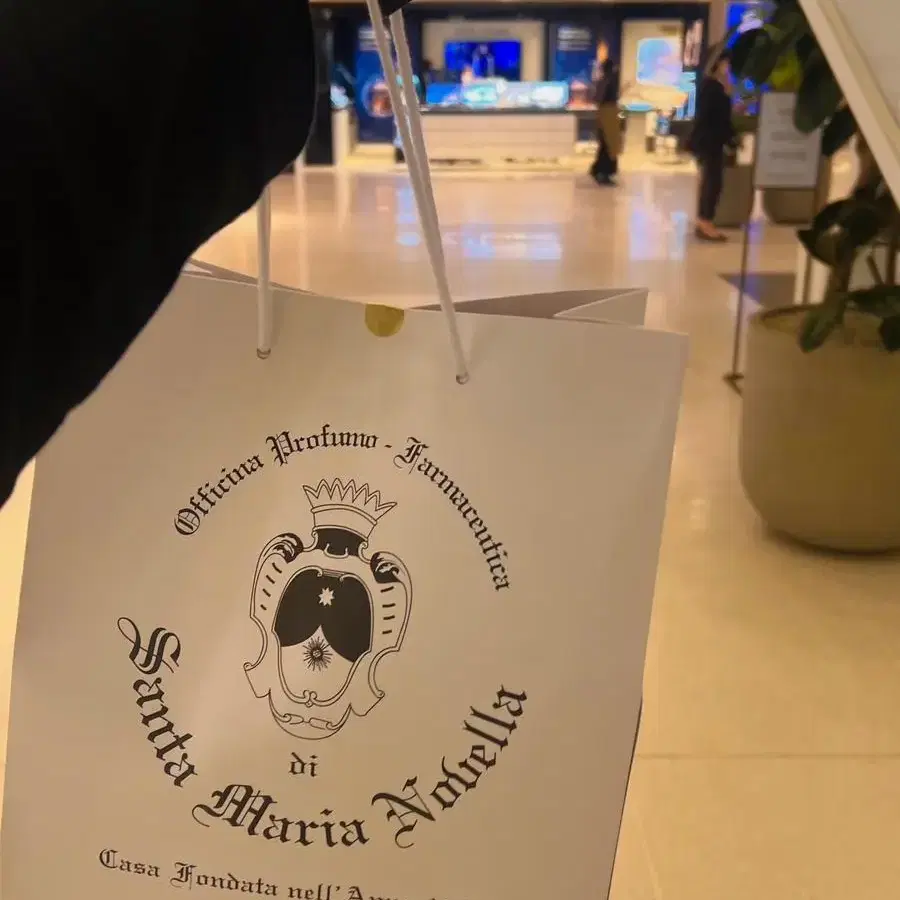 Officina Profumo - Farmaceutica
di
Santa Maria Novella
Casa Fondata nell'